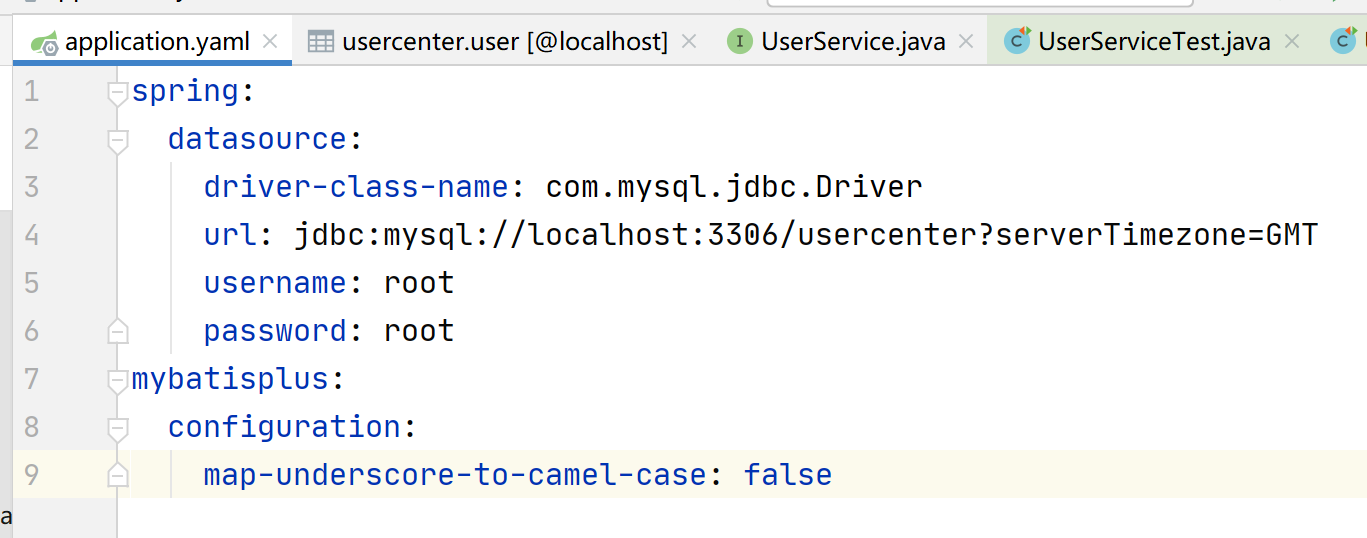 application.yaml usercenter.user [@localhost] UserService.java UserServiceTest.java
1 spring:
2 datasource:
3 driver-class-name: com.mysql.jdbc.Driver
4 url: jdbc:mysql://localhost:3306/usercenter?serverTimezone=GMT
5 username: root
6 password: root
7 mybatisplus:
8 configuration:
9 map-underscore-to-camel-case: false